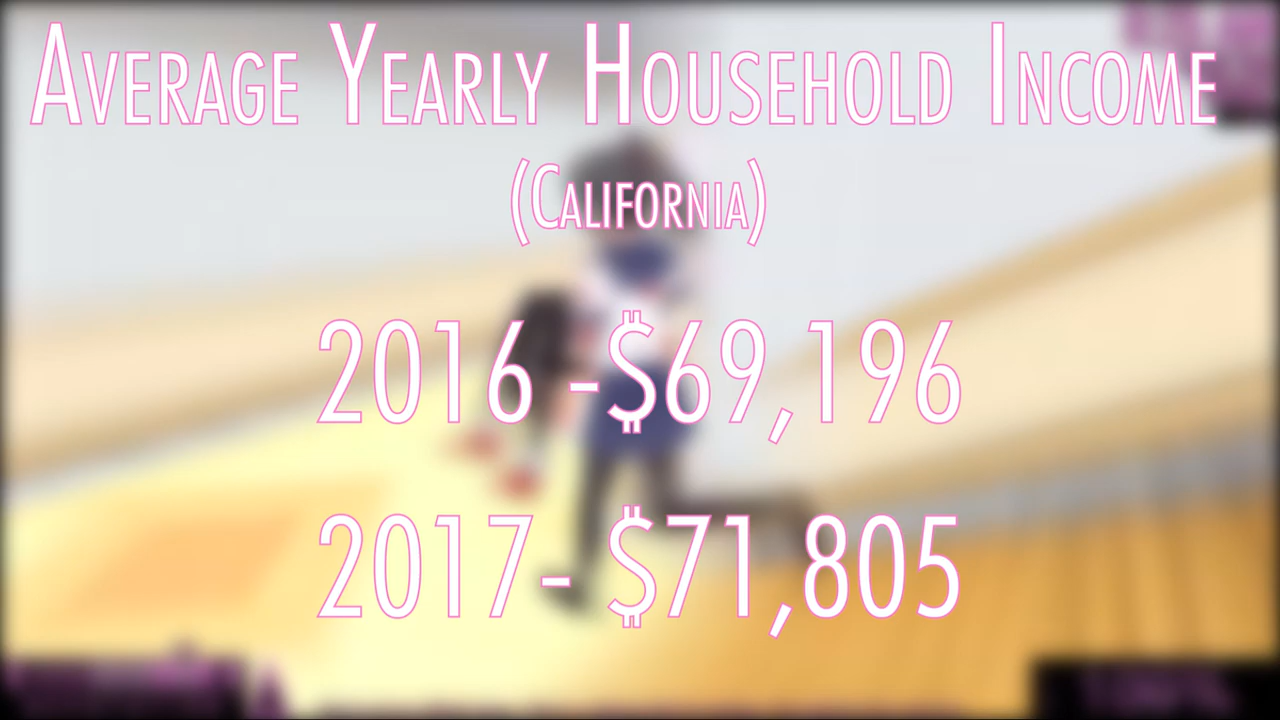 Average Yearly Household Income
(California)
2016 -$69,196
2017- $71,805